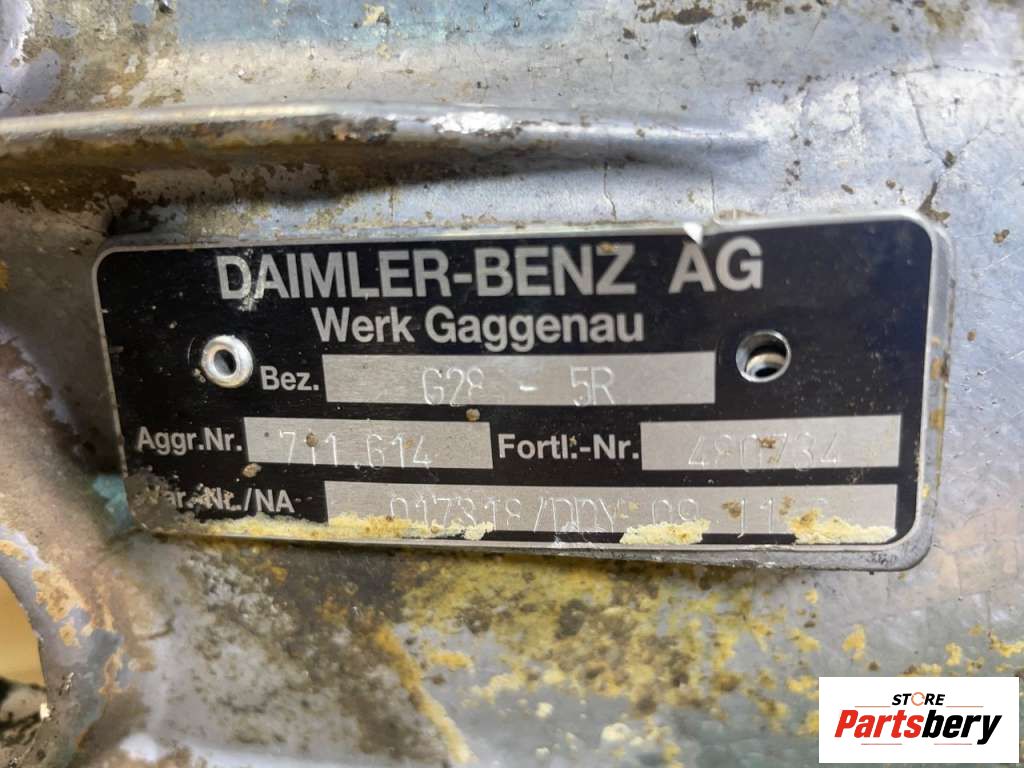 DAIMLER-BENZ AG
Werk Gaggenau
Bez. G28 - 5R
Aggr.Nr. 711.614 Fortl.-Nr. 490734
Var.-Nr./NA
STORE
Partsbery